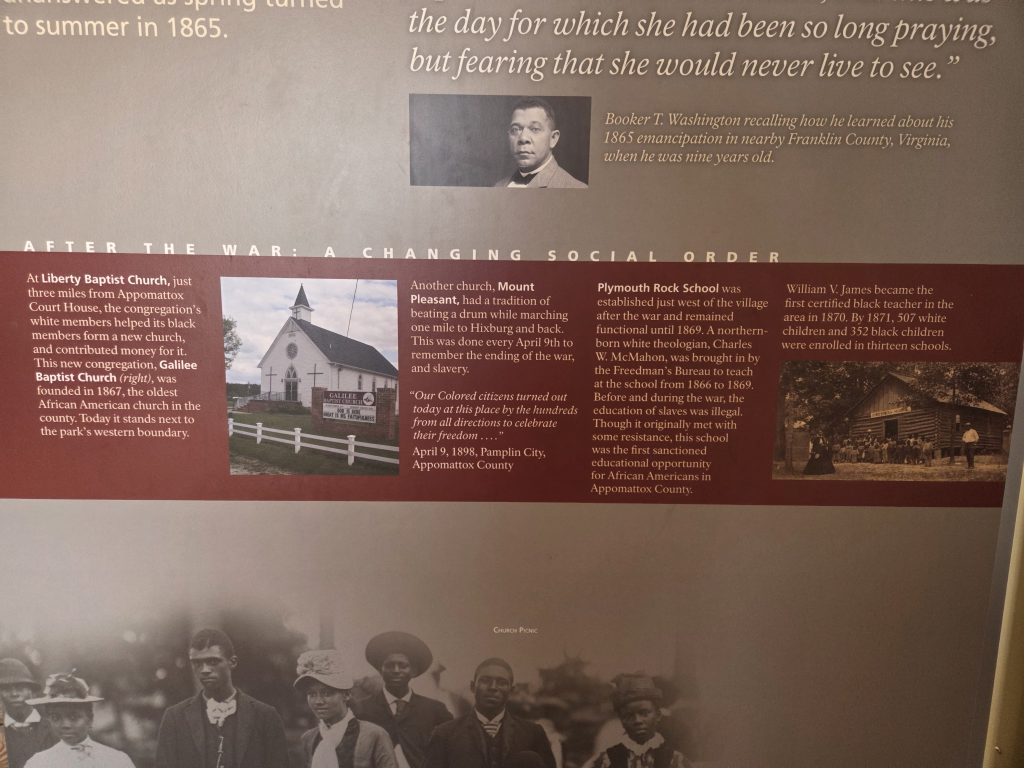 unanswered as spring turned
to summer in 1865.
the day for which she had been so long praying,
but fearing that she would never live to see.”
Booker T. Washington recalling how he learned about his
1865 emancipation in nearby Franklin County, Virginia,
when he was nine years old.
AFTER THE WAR: A CHANGING SOCIAL ORDER
At Liberty Baptist Church, just
three miles from Appomattox
Court House, the congregation's
white members helped its black
members form a new church,
and contributed money for it.
This new congregation, Galilee
Baptist Church (right), was
founded in 1867, the oldest
African American church in the
county. Today it stands next to
the park's western boundary.
GALILEE
BAPTIST CHURCH
Another church, Mount
Pleasant, had a tradition of
beating a drum while marching
one mile to Hixburg and back.
This was done every April 9th to
remember the ending of the war,
and slavery.
“Our Colored citizens turned out
today at this place by the hundreds
from all directions to celebrate
their freedom . . . .”
April 9, 1898, Pamplin City,
Appomattox County
Plymouth Rock School was
established just west of the village
after the war and remained
functional until 1869. A northern-
born white theologian, Charles
W. McMahon, was brought in by
the Freedman's Bureau to teach
at the school from 1866 to 1869.
Before and during the war, the
education of slaves was illegal.
Though it originally met with
some resistance, this school
was the first sanctioned
educational opportunity
for African Americans in
Appomattox County.
William V. James became the
first certified black teacher in the
area in 1870. By 1871, 507 white
children and 352 black children
were enrolled in thirteen schools.
Church Picnic